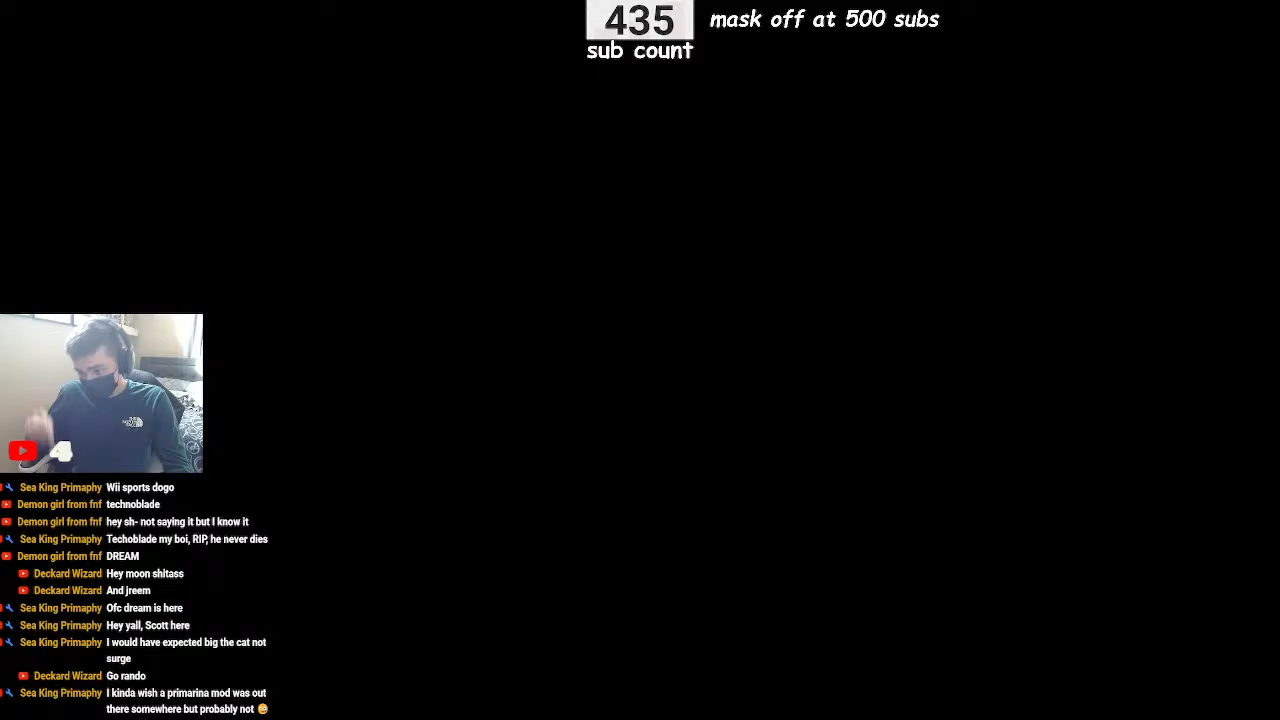 435
mask off at 500 subs
sub count
4
Sea King Primaphy Wii sports dogo
Demon girl from fnf technoblade
Demon girl from fnf hey sh- not saying it but I know it
Sea King Primaphy Techoblade my boi, RIP, he never dies
Demon girl from fnf DREAM
Deckard Wizard Hey moon shitass
Deckard Wizard And jreem
Sea King Primaphy Ofc dream is here
Sea King Primaphy Hey yall, Scott here
Sea King Primaphy I would have expected big the cat not
surge
Deckard Wizard Go rando
Sea King Primaphy I kinda wish a primarina mod was out
there somewhere but probably not 😳